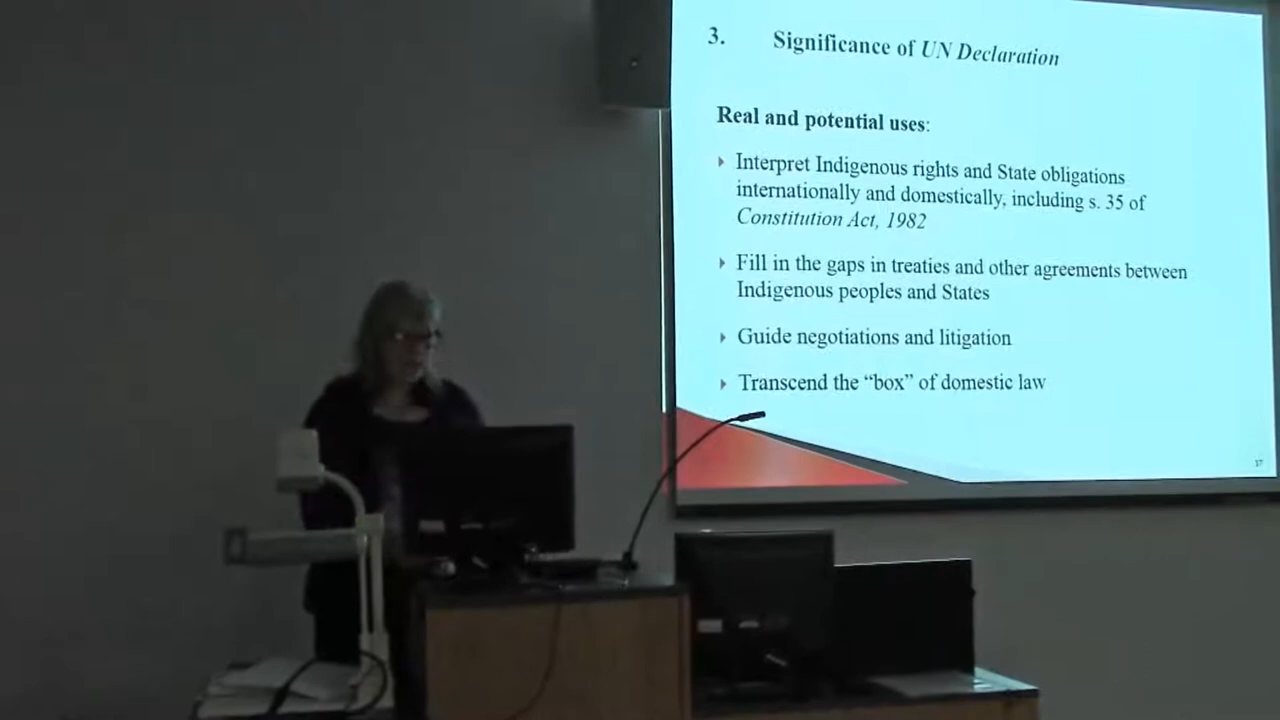 3. Significance of UN Declaration
Real and potential uses:
Interpret Indigenous rights and State obligations
internationally and domestically, including s. 35 of
Constitution Act, 1982
Fill in the gaps in treaties and other agreements between
Indigenous peoples and States
Guide negotiations and litigation
Transcend the “box” of domestic law
17